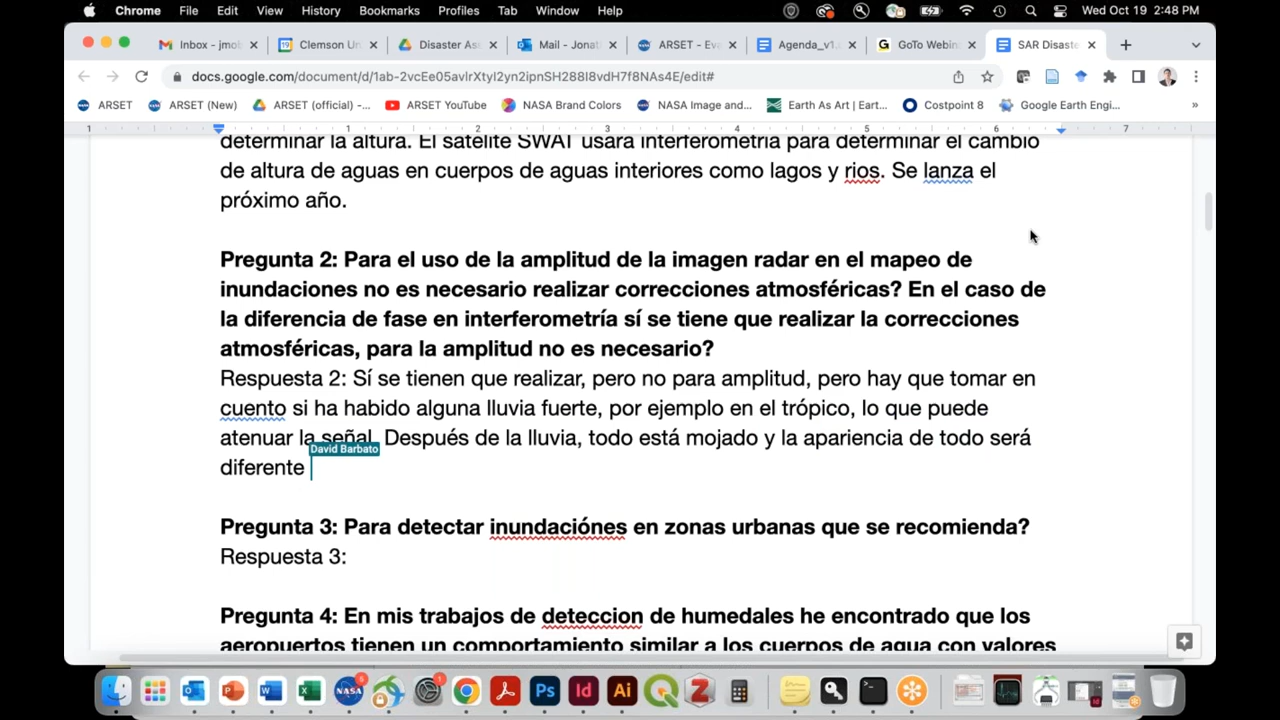 Chrome File Edit View History Bookmarks Profiles Tab Window Help Wed Oct 19 2:48 PM
Inbox - jmol Clemson Un Disaster Ass Mail - Jonat ARSET - Eva Agenda_v1. GoTo Webin SAR Disaste
docs.google.com/document/d/1ab-2vcEe05avlrXtyI2yn2ipnSH288I8vdH7f8NAs4E/edit#
ARSET ARSET (New) ARSET (official) -... ARSET YouTube NASA Brand Colors NASA Image and... Earth As Art | Eart... Costpoint 8 Google Earth Engi... »
1 1 2 3 4 5 6 7
determinar la altura. El satélite SWAT usará interferometría para determinar el cambio
de altura de aguas en cuerpos de aguas interiores como lagos y rios. Se lanza el
próximo año.
Pregunta 2: Para el uso de la amplitud de la imagen radar en el mapeo de
inundaciones no es necesario realizar correcciones atmosféricas? En el caso de
la diferencia de fase en interferometría sí se tiene que realizar la correcciones
atmosféricas, para la amplitud no es necesario?
Respuesta 2: Sí se tienen que realizar, pero no para amplitud, pero hay que tomar en
cuento si ha habido alguna lluvia fuerte, por ejemplo en el trópico, lo que puede
atenuar la señal. Después de la lluvia, todo está mojado y la apariencia de todo será
David Barbato
diferente
Pregunta 3: Para detectar inundaciónes en zonas urbanas que se recomienda?
Respuesta 3:
Pregunta 4: En mis trabajos de deteccion de humedales he encontrado que los
aeropuertos tienen un comportamiento similar a los cuerpos de agua con valores